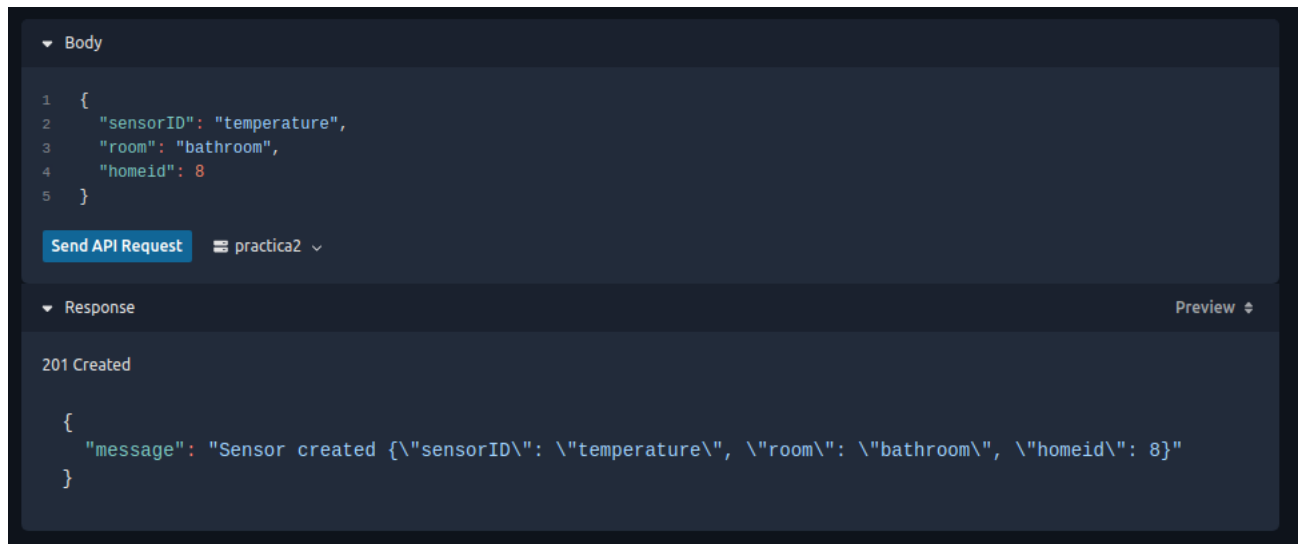 Body
1 {
2 "sensorID": "temperature",
3 "room": "bathroom",
4 "homeid": 8
5 }
Send API Request practica2
Response Preview
201 Created
{
"message": "Sensor created {\"sensorID\": \"temperature\", \"room\": \"bathroom\", \"homeid\": 8}"
}